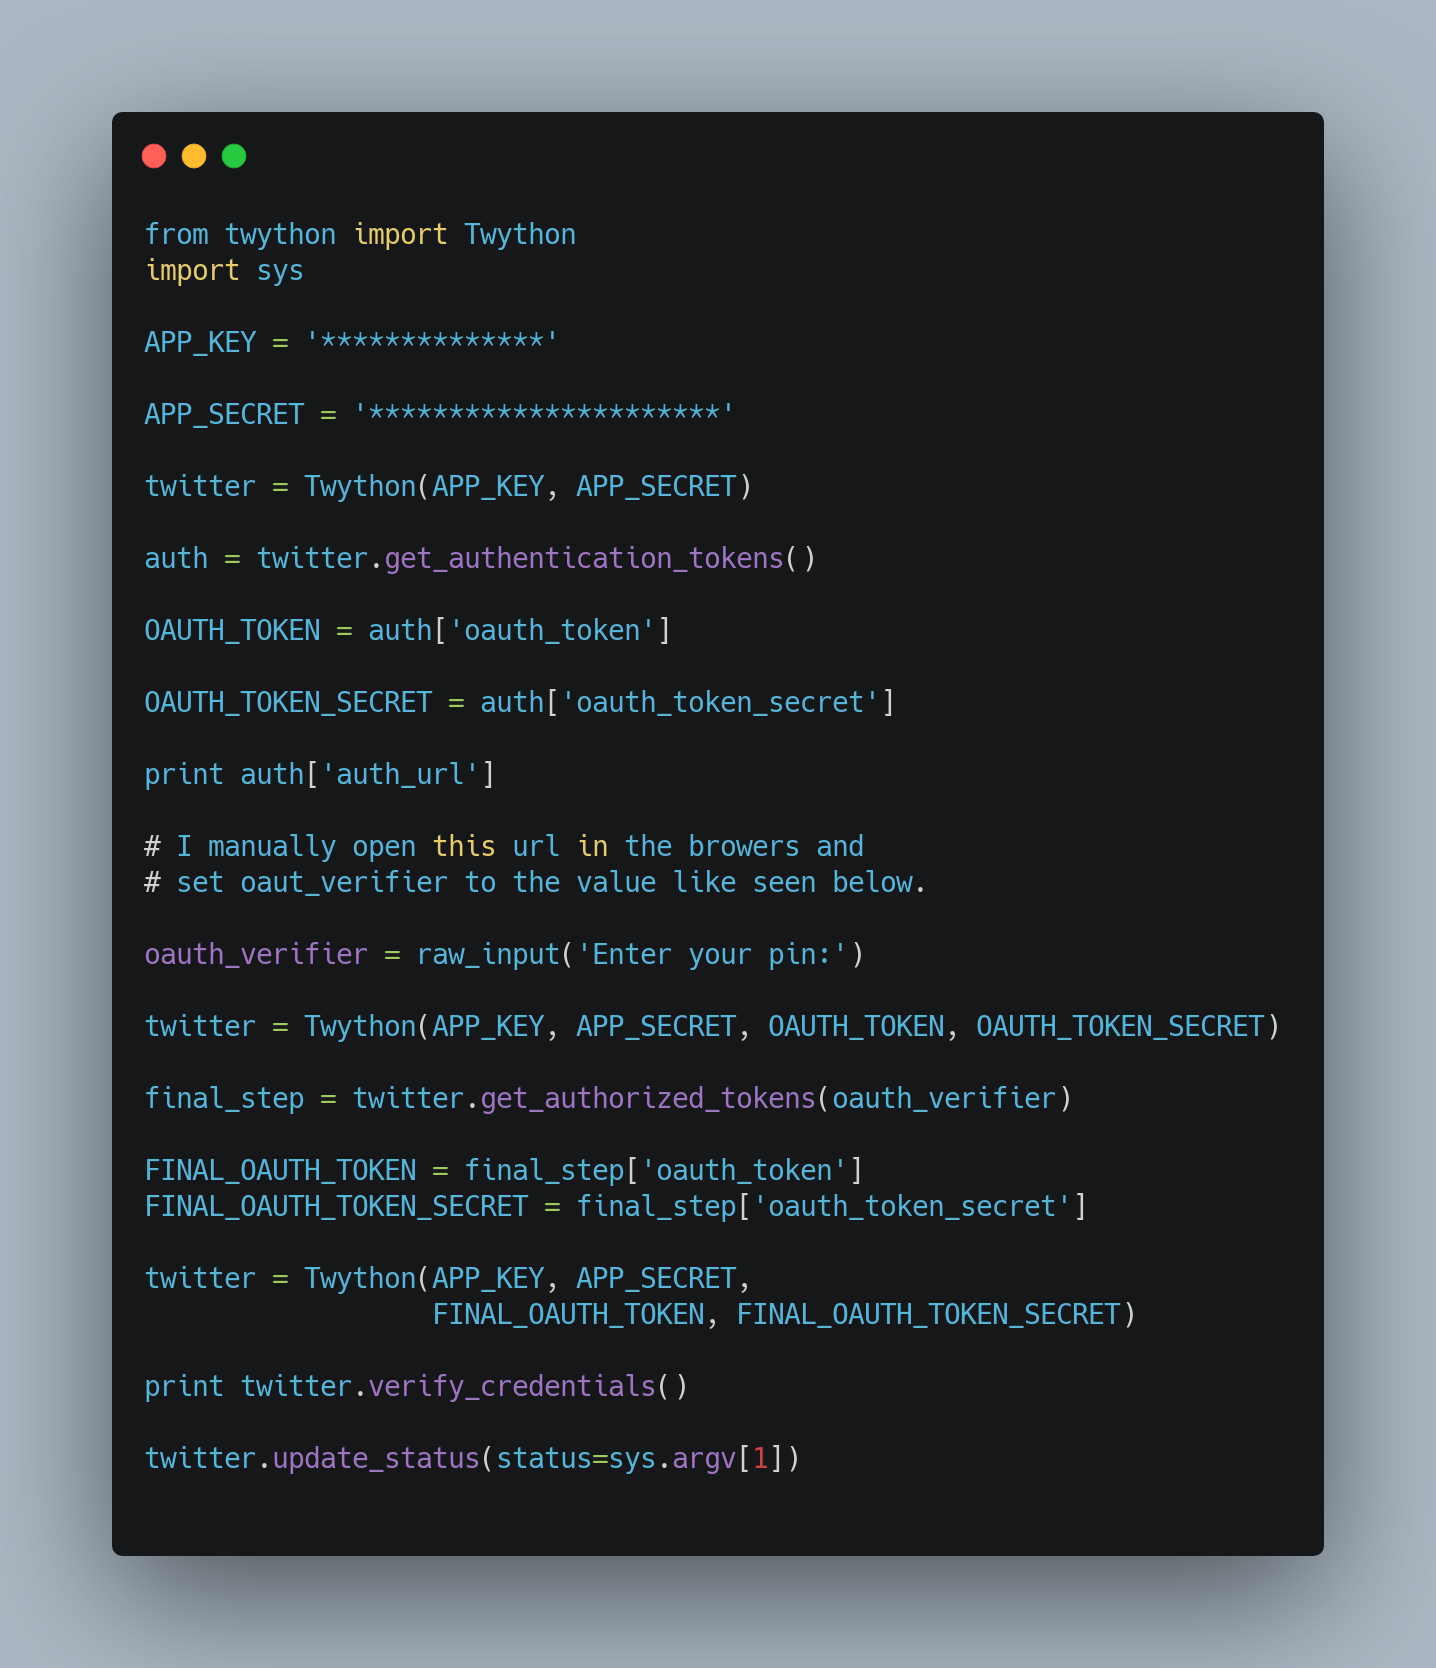 from twython import Twython
import sys
APP_KEY = '**************'
APP_SECRET = '**********************'
twitter = Twython(APP_KEY, APP_SECRET)
auth = twitter.get_authentication_tokens()
OAUTH_TOKEN = auth['oauth_token']
OAUTH_TOKEN_SECRET = auth['oauth_token_secret']
print auth['auth_url']
# I manually open this url in the browers and
# set oaut_verifier to the value like seen below.
oauth_verifier = raw_input('Enter your pin:')
twitter = Twython(APP_KEY, APP_SECRET, OAUTH_TOKEN, OAUTH_TOKEN_SECRET)
final_step = twitter.get_authorized_tokens(oauth_verifier)
FINAL_OAUTH_TOKEN = final_step['oauth_token']
FINAL_OAUTH_TOKEN_SECRET = final_step['oauth_token_secret']
twitter = Twython(APP_KEY, APP_SECRET,
                  FINAL_OAUTH_TOKEN, FINAL_OAUTH_TOKEN_SECRET)
print twitter.verify_credentials()
twitter.update_status(status=sys.argv[1])